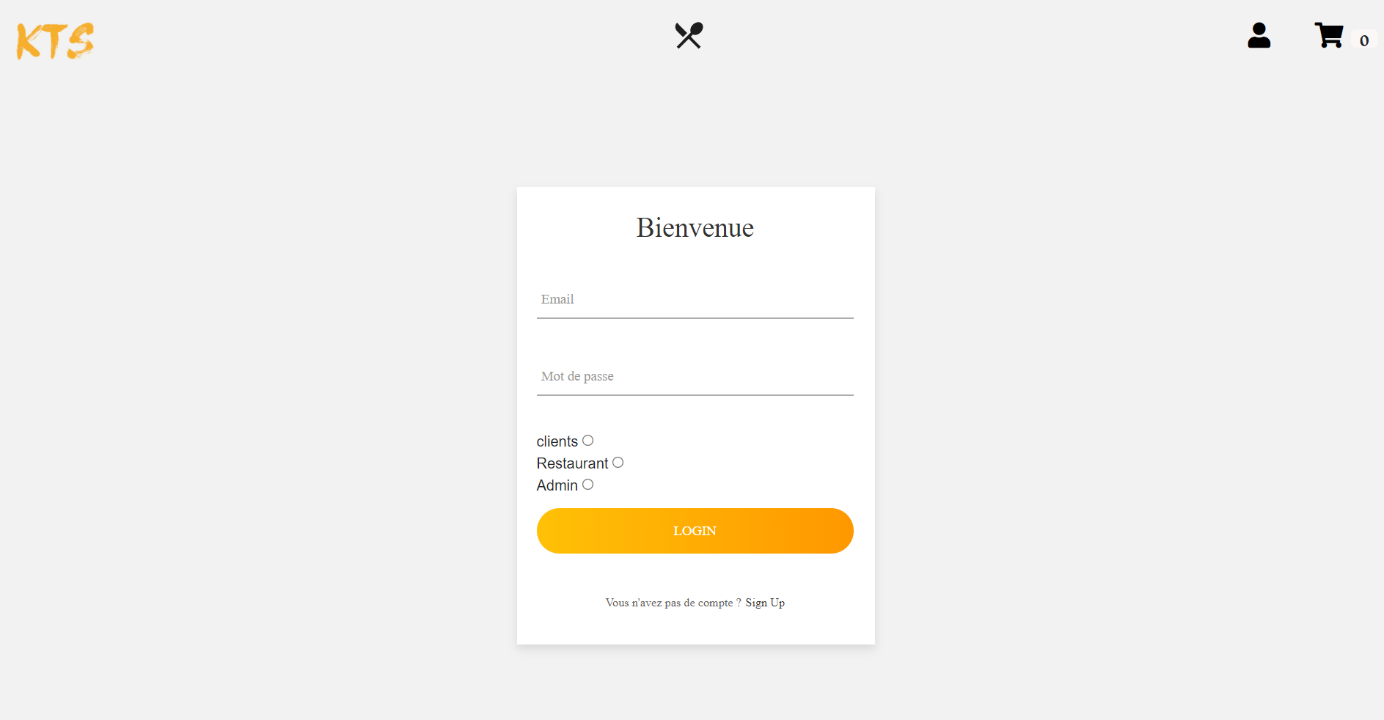 KTS
0
Bienvenue
Email
Mot de passe
clients
Restaurant
Admin
LOGIN
Vous n'avez pas de compte ? Sign Up